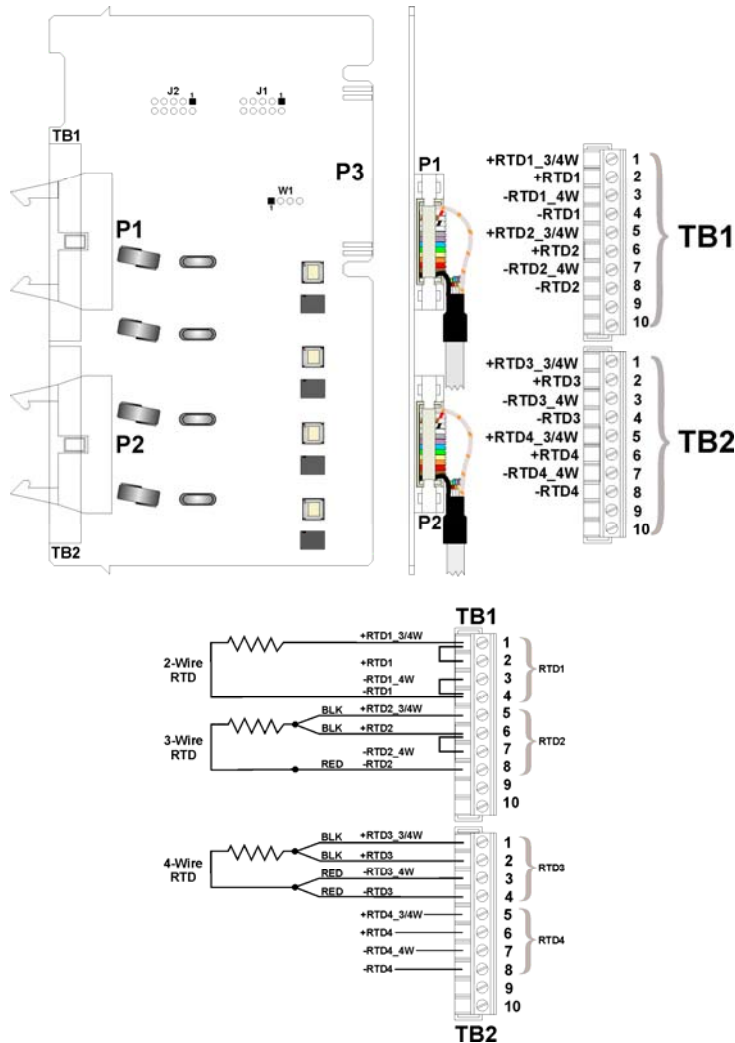 J2
1
J1
1
TB1
P3
W1
1
P1
P2
TB2
P1
P2
+RTD1_3/4W 1
+RTD1 2
-RTD1_4W 3
-RTD1 4
+RTD2_3/4W 5
+RTD2 6
-RTD2_4W 7
-RTD2 8
9
10
TB1
+RTD3_3/4W 1
+RTD3 2
-RTD3_4W 3
-RTD3 4
+RTD4_3/4W 5
+RTD4 6
-RTD4_4W 7
-RTD4 8
9
10
TB2
TB1
2-Wire
RTD
+RTD1_3/4W 1
+RTD1 2
-RTD1_4W 3
-RTD1 4
RTD1
3-Wire
RTD
BLK +RTD2_3/4W 5
BLK +RTD2 6
-RTD2_4W 7
RED -RTD2 8
RTD2
9
10
4-Wire
RTD
BLK +RTD3_3/4W 1
BLK +RTD3 2
RED -RTD3_4W 3
RED -RTD3 4
RTD3
+RTD4_3/4W 5
+RTD4 6
-RTD4_4W 7
-RTD4 8
RTD4
9
10
TB2